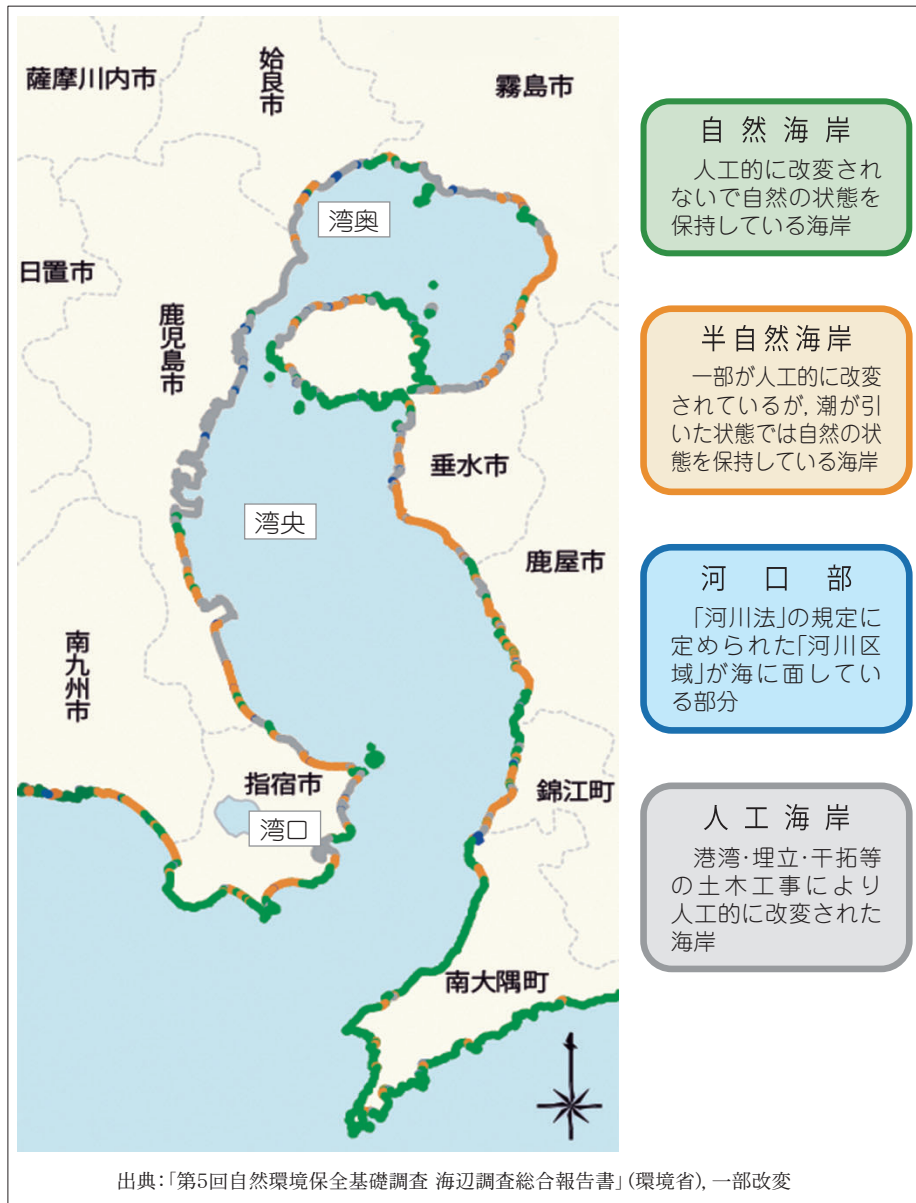 薩摩川内市
姶良市
霧島市
湾奥
日置市
鹿児島市
垂水市
湾央
鹿屋市
南九州市
指宿市
湾口
錦江町
南大隅町
自然海岸
人工的に改変され
ないで自然の状態を
保持している海岸
半自然海岸
一部が人工的に改変
されているが,潮が引
いた状態では自然の状
態を保持している海岸
河口部
「河川法」の規定に
定められた「河川区
域」が海に面してい
る部分
人工海岸
港湾・埋立・干拓等
の土木工事により
人工的に改変された
海岸
出典:「第5回自然環境保全基礎調査 海辺調査総合報告書」(環境省),一部改変